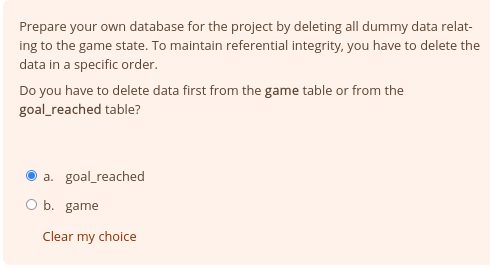 Prepare your own database for the project by deleting all dummy data relat-
ing to the game state. To maintain referential integrity, you have to delete the
data in a specific order.
Do you have to delete data first from the game table or from the
goal_reached table?
a. goal_reached
b. game
Clear my choice